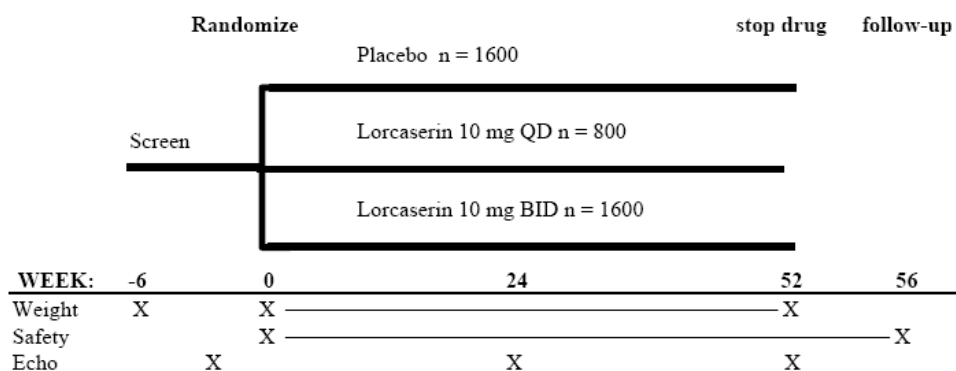 Randomize stop drug follow-up
Placebo n = 1600
Lorcaserin 10 mg QD n = 800
Screen
Lorcaserin 10 mg BID n = 1600
WEEK: -6 0 24 52 56
Weight X X X
Safety X X
Echo X X X